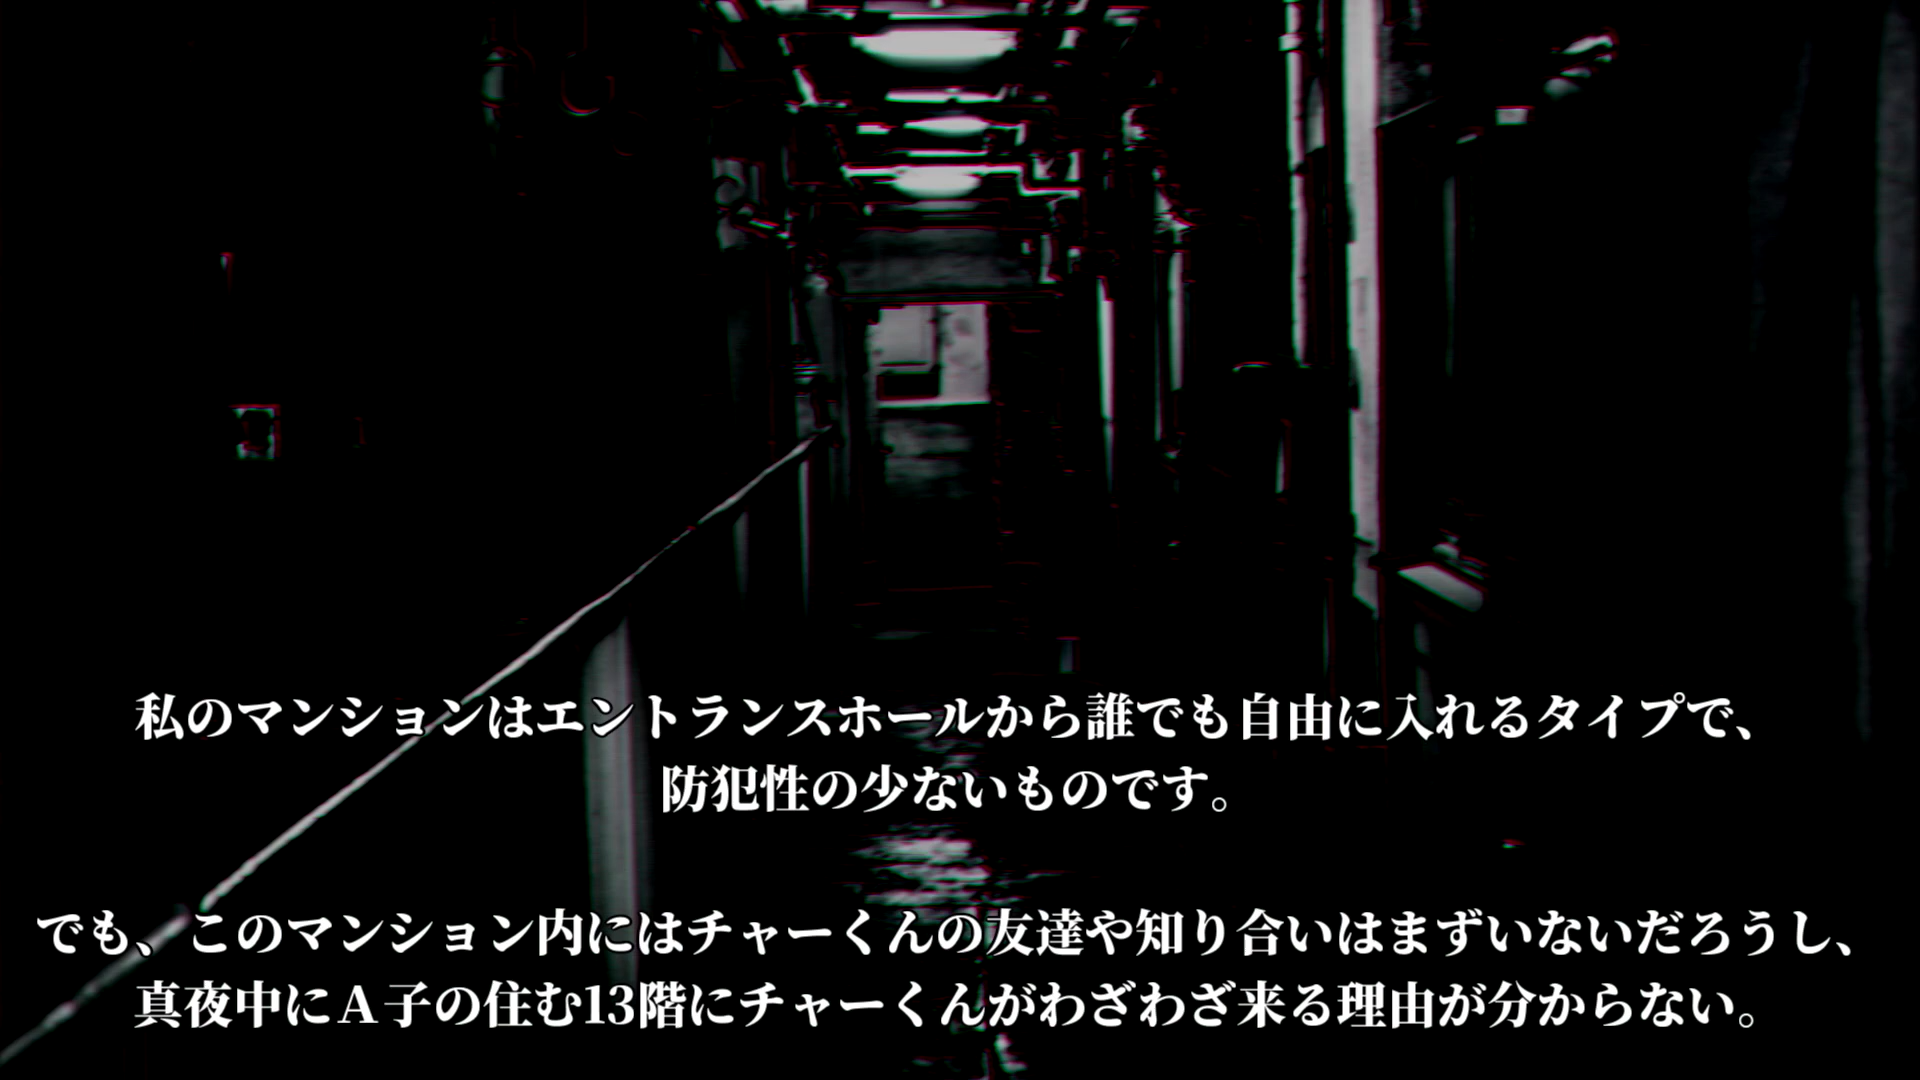 私のマンションはエントランスホールから誰でも自由に入れるタイプで、
防犯性の少ないものです。
でも、このマンション内にはチャーくんの友達や知り合いはまずいないだろうし、
真夜中にＡ子の住む13階にチャーくんがわざわざ来る理由が分からない。